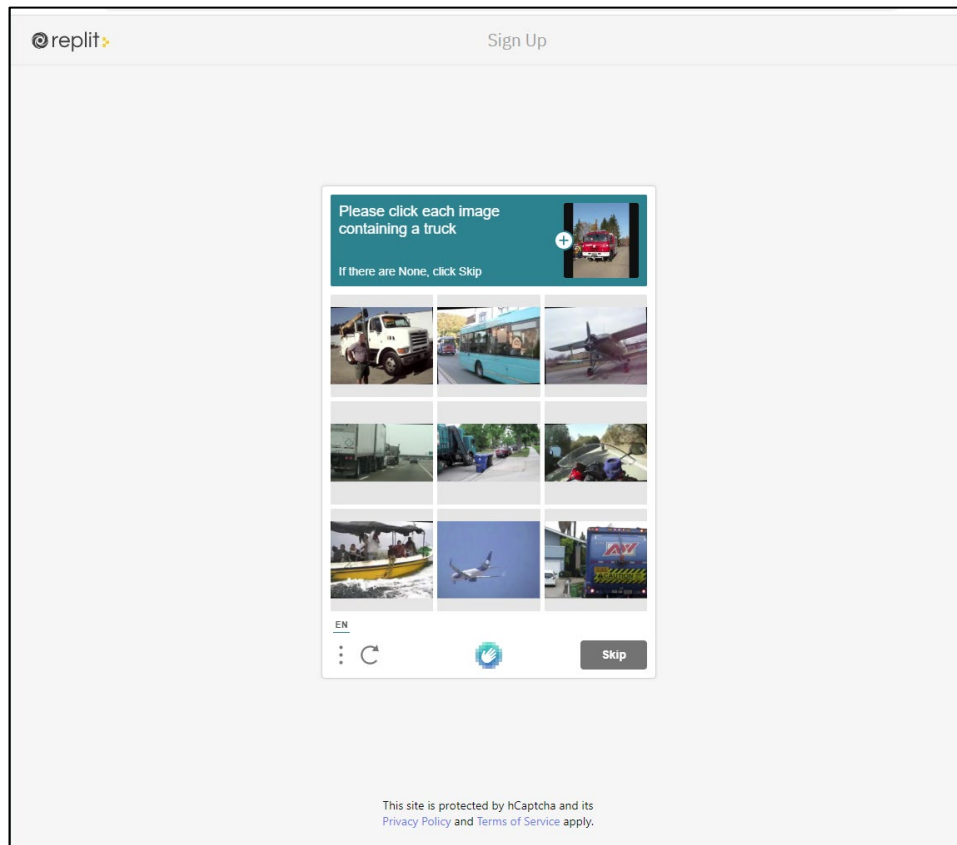 replit
Sign Up
Please click each image
containing a truck
If there are None, click Skip
EN
Skip
This site is protected by hCaptcha and its
Privacy Policy and Terms of Service apply.